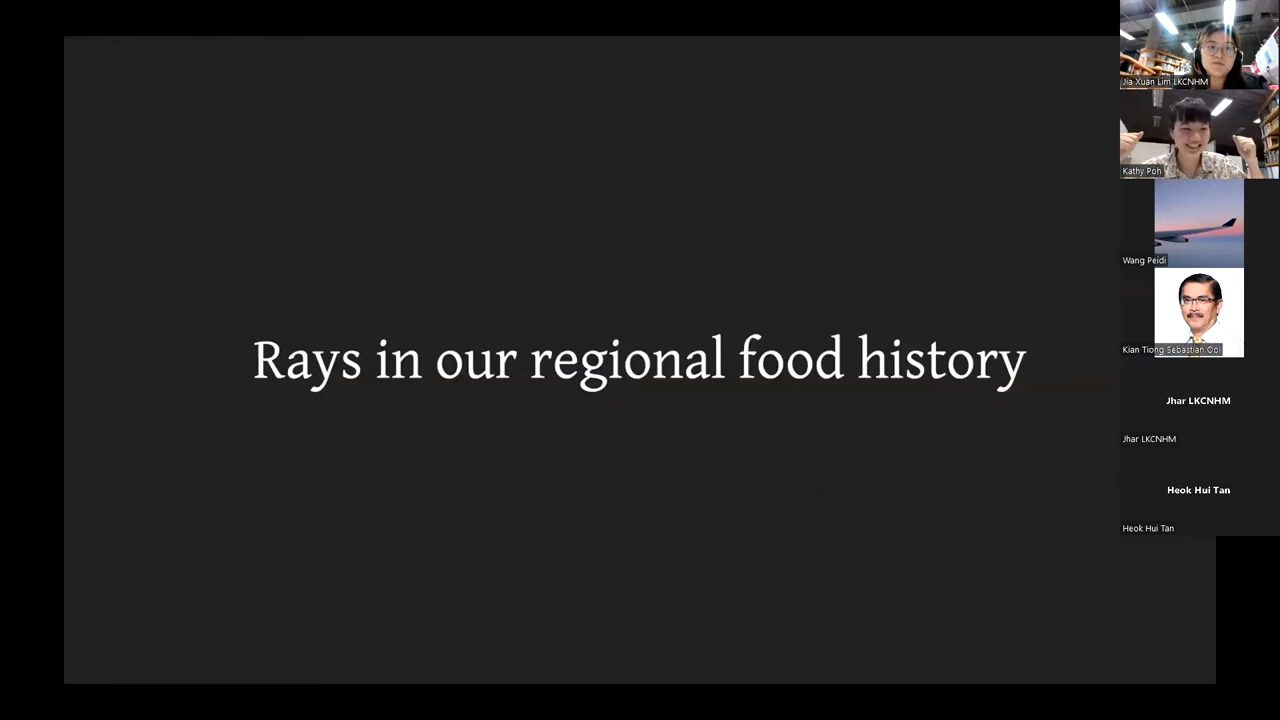 Rays in our regional food history
Jia Xuan Lim LKCNHM
Kathy Poh
Wang Peidi
Kian Tiong Sebastian Ooi
Jhar LKCNHM
Jhar LKCNHM
Heok Hui Tan
Heok Hui Tan